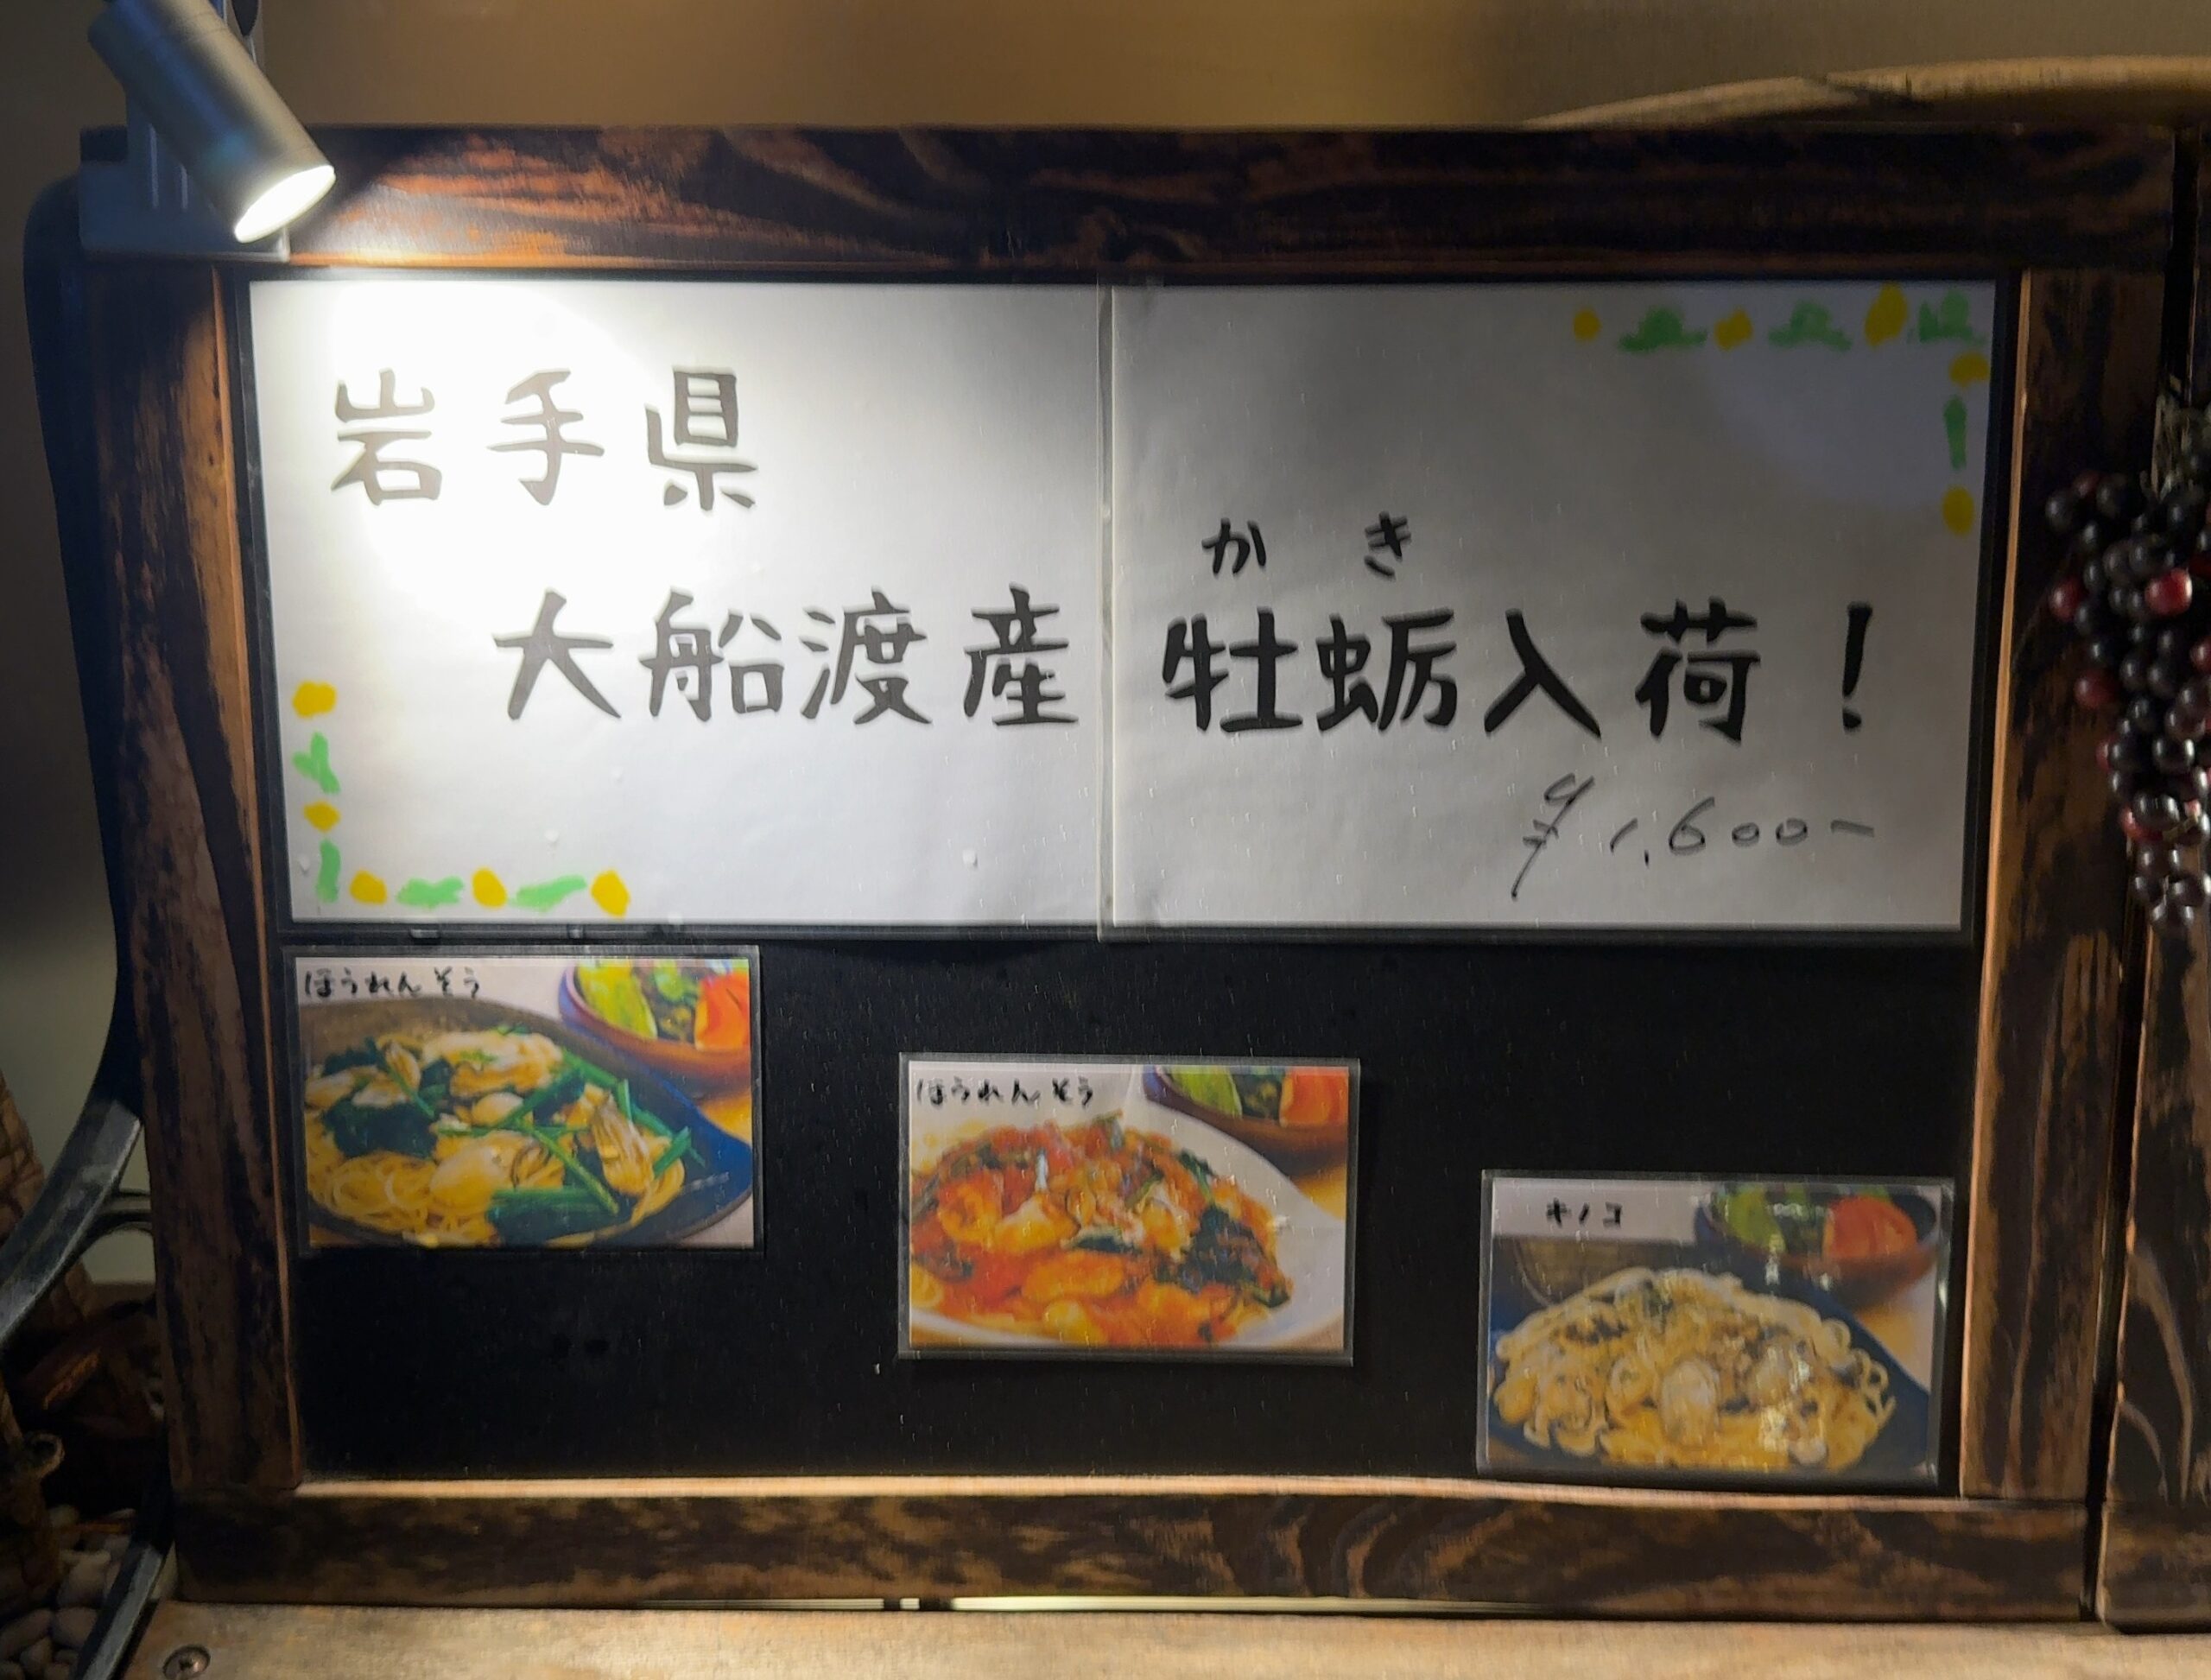 岩手県
かき
大船渡産 牡蛎入荷！
¥1,600-
ほうれんそう
ほうれんそう
キノコ